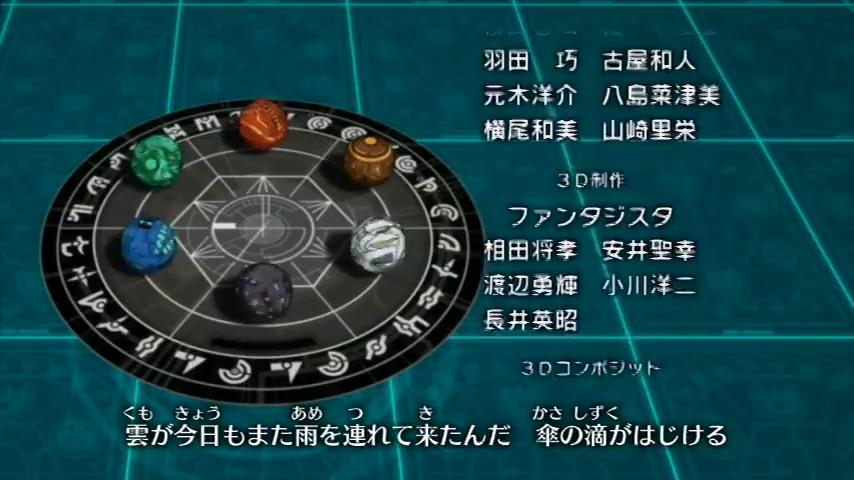 羽田　巧　古屋和人
元木洋介　八島菜津美
横尾和美　山崎里栄
3D制作
ファンタジスタ
相田将孝　安井聖幸
渡辺勇輝　小川洋二
長井英昭
3Dコンポジット
くも　きょう　あめ　つ　き　かさ しずく
雲が今日もまた雨を連れて来たんだ　傘の滴がはじける